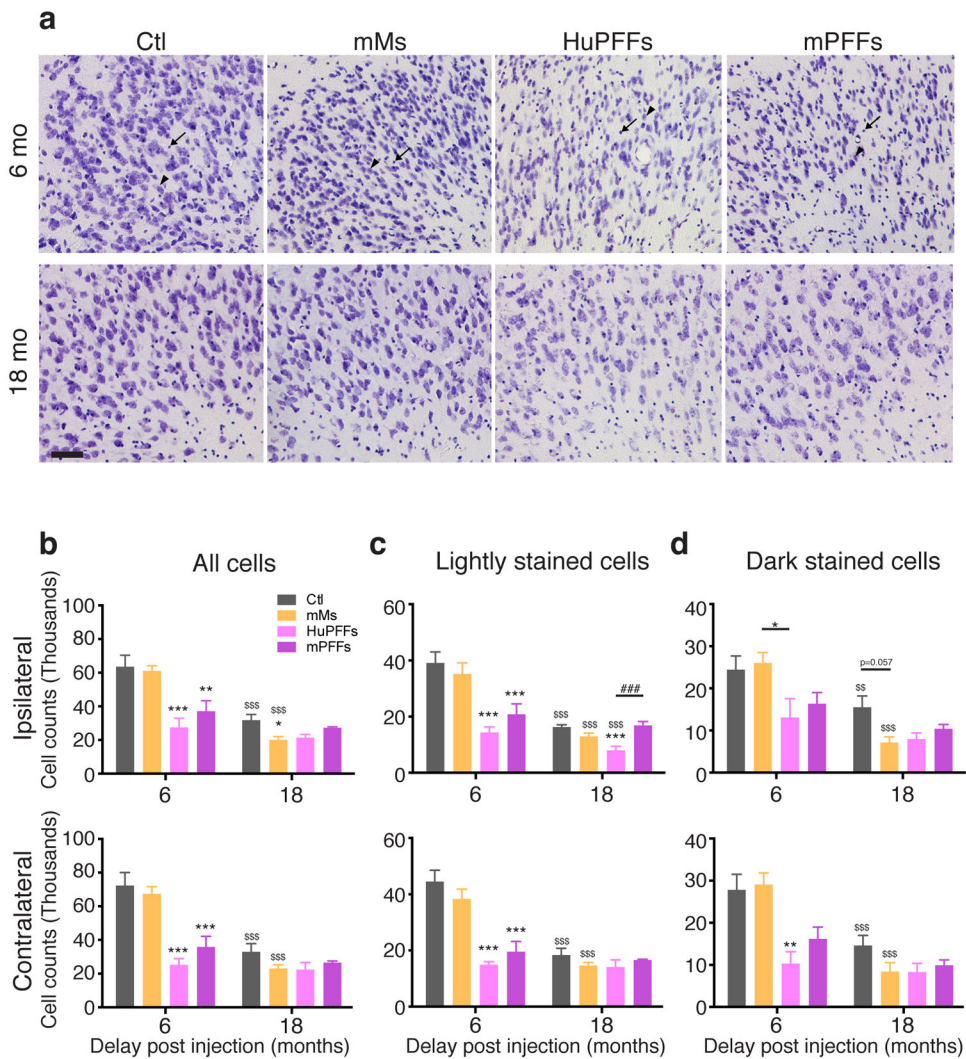 a
Ctl
mMs
HuPFFs
mPFFs
6 mo
18 mo
b
All cells
c
Lightly stained cells
d
Dark stained cells
Ipsilateral
Cell counts (Thousands)
100
80
60
40
20
0
Ctl
mMs
HuPFFs
mPFFs
***
**
$$$
$$$
*
6
18
60
40
20
0
***
***
$$$
$$$
$$$
***
###
6
18
40
30
20
10
0
*
p=0.057
$$
$$$
6
18
Contralateral
Cell counts (Thousands)
100
80
60
40
20
0
***
***
$$$
$$$
6
18
Delay post injection (months)
60
40
20
0
***
***
$$$
$$$
6
18
Delay post injection (months)
40
30
20
10
0
**
$$$
$$$
6
18
Delay post injection (months)